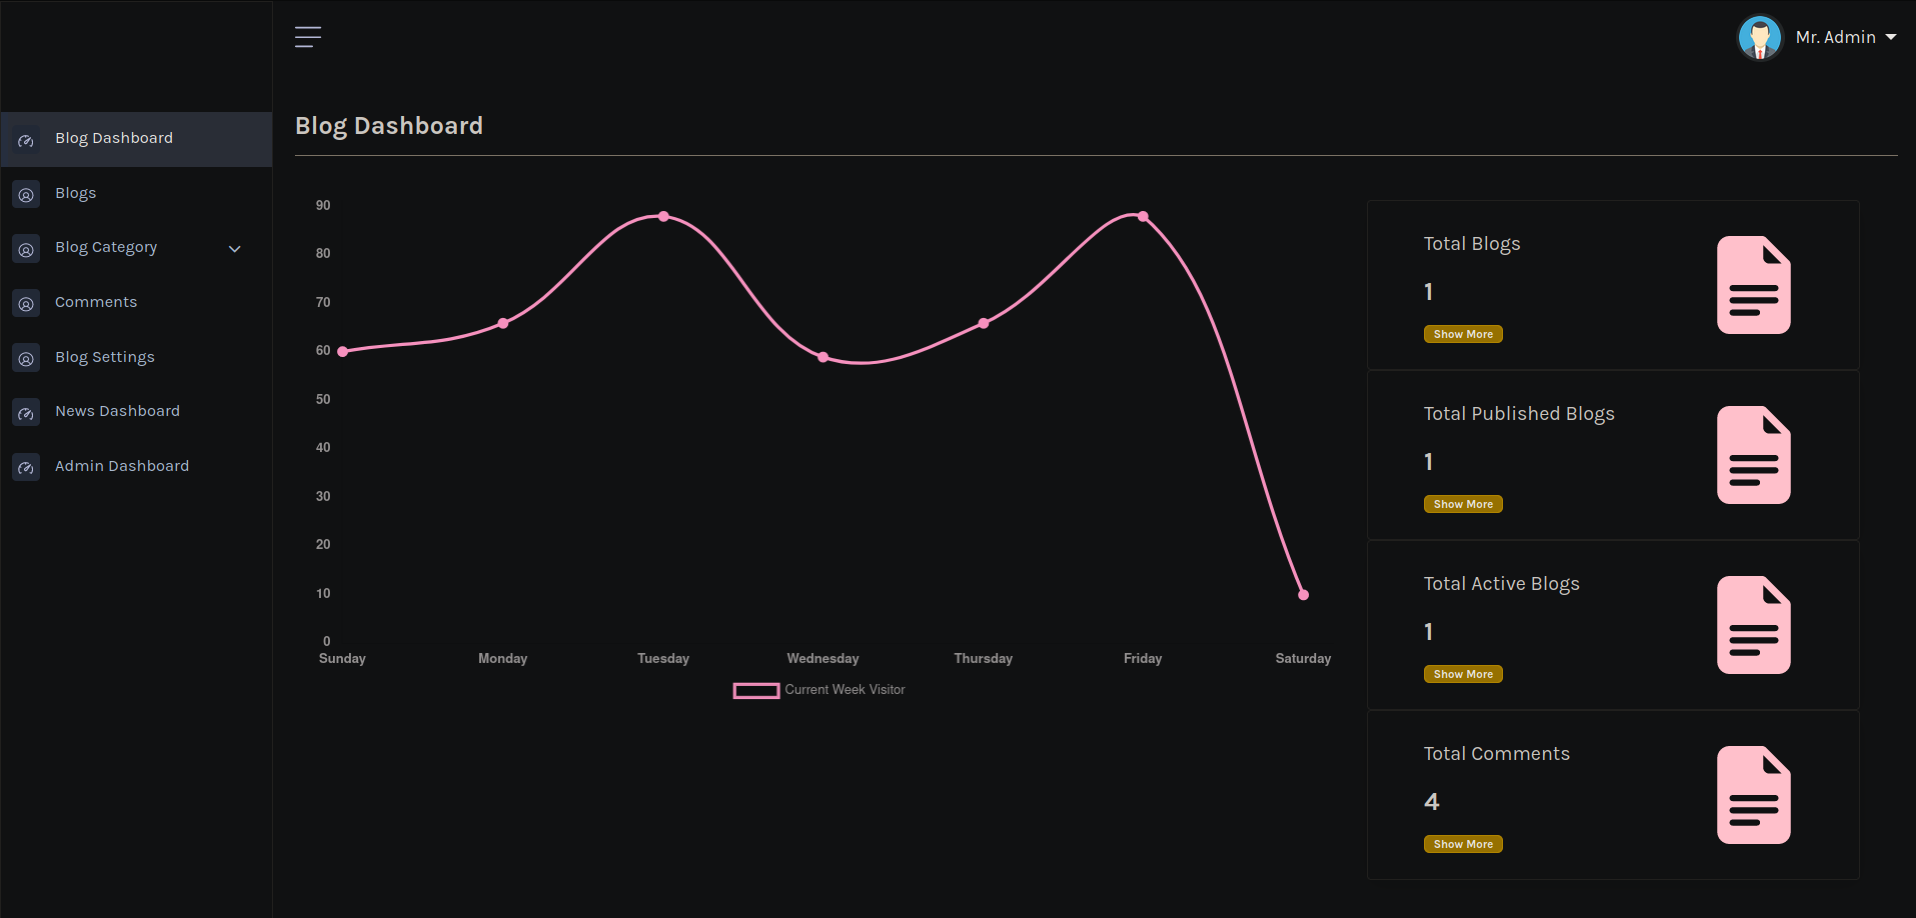 Mr. Admin
Blog Dashboard
Blogs
Blog Category
Comments
Blog Settings
News Dashboard
Admin Dashboard
Blog Dashboard
90
80
70
60
50
40
30
20
10
0
Sunday Monday Tuesday Wednesday Thursday Friday Saturday
Current Week Visitor
Total Blogs
1
Show More
Total Published Blogs
1
Show More
Total Active Blogs
1
Show More
Total Comments
4
Show More